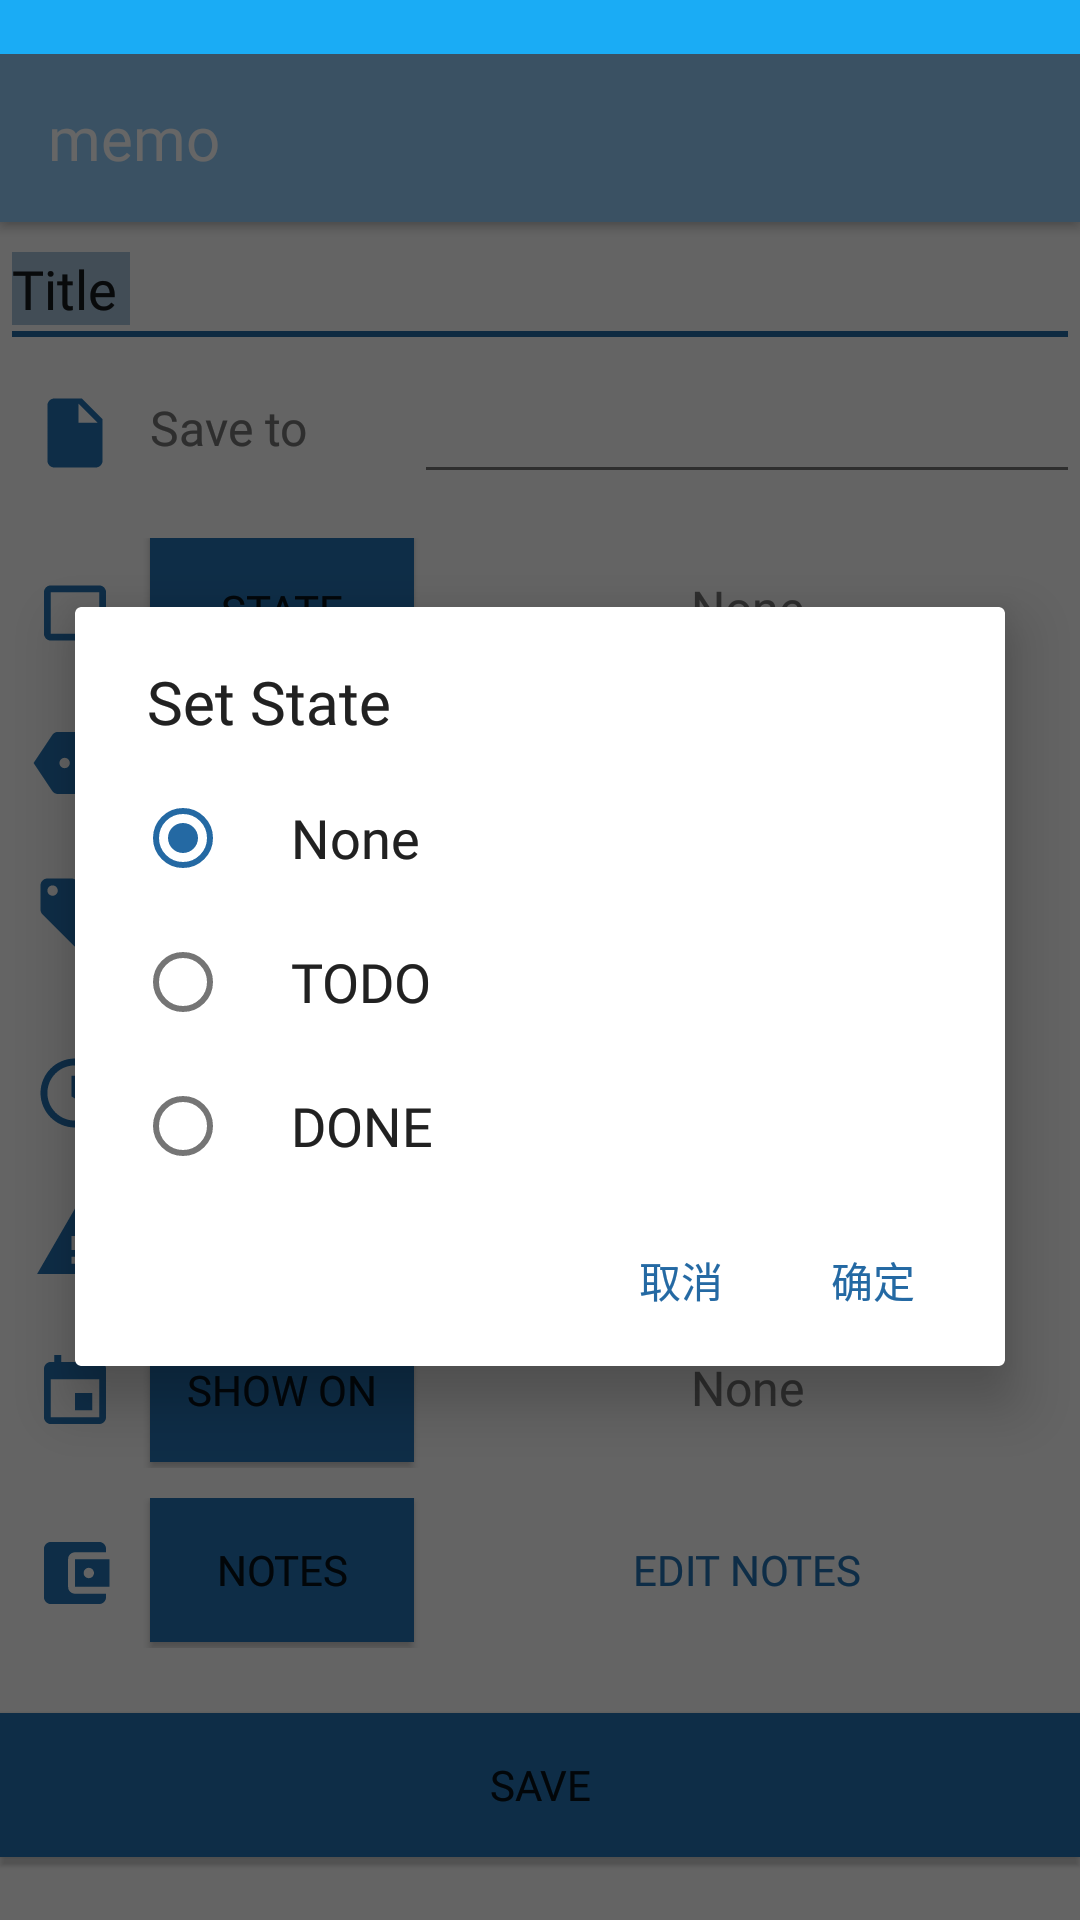 memo
Title
Save to
STATE None
Set State
None
TODO
DONE
取消 确定
SHOW ON None
NOTES EDIT NOTES
SAVE